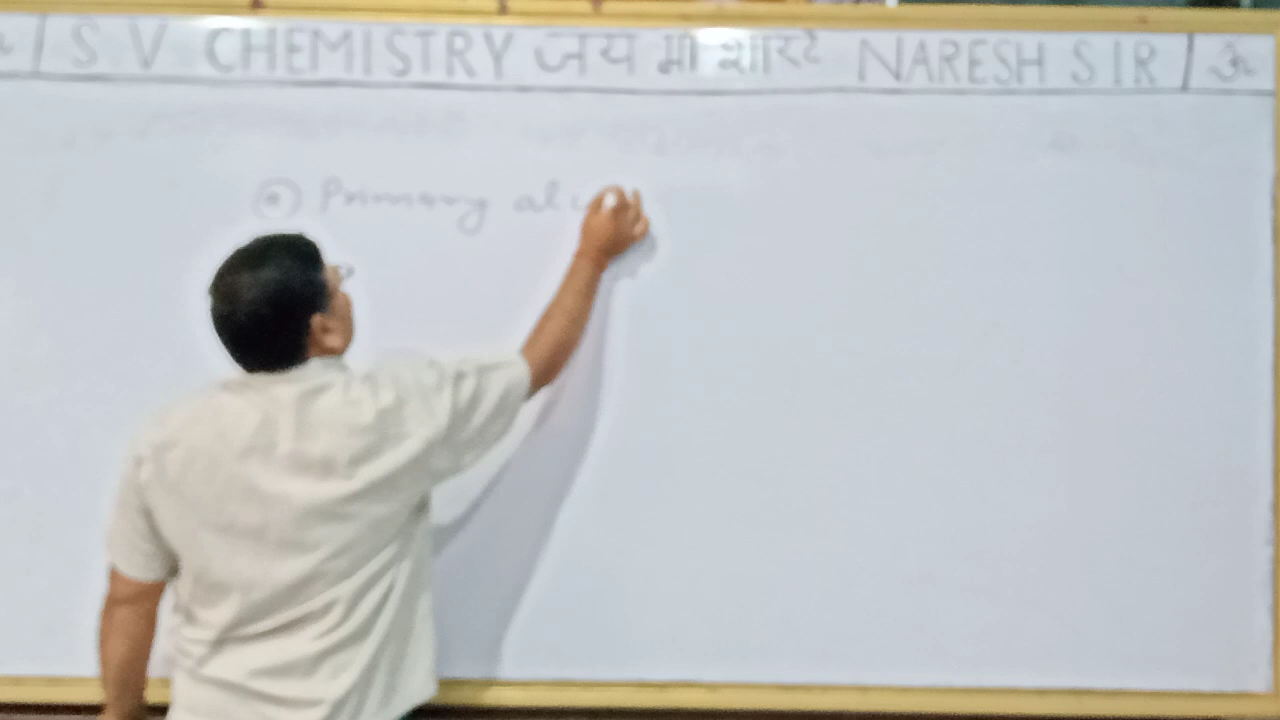 ॐ | S V CHEMISTRY जय माँ शारदे NARESH SIR | ॐ
Primary al